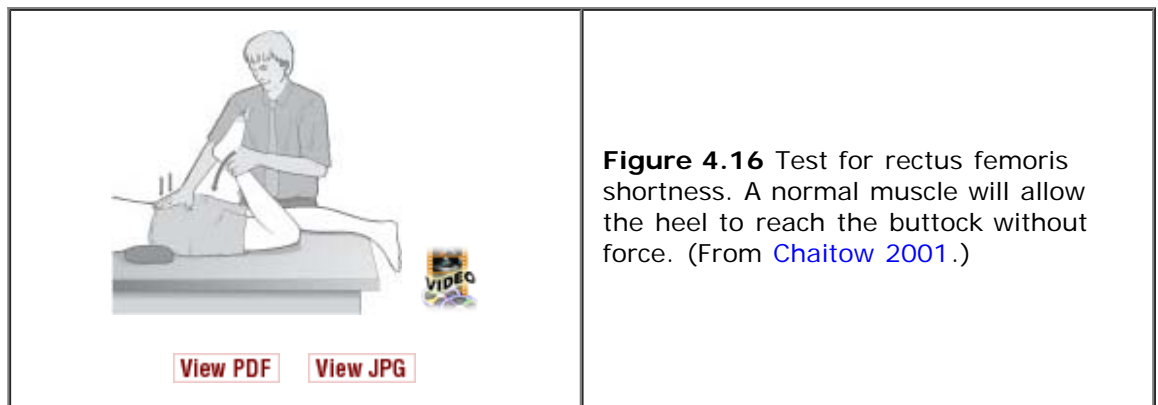 VIDEO
View PDF
View JPG
Figure 4.16 Test for rectus femoris
shortness. A normal muscle will allow
the heel to reach the buttock without
force. (From Chaitow 2001.)